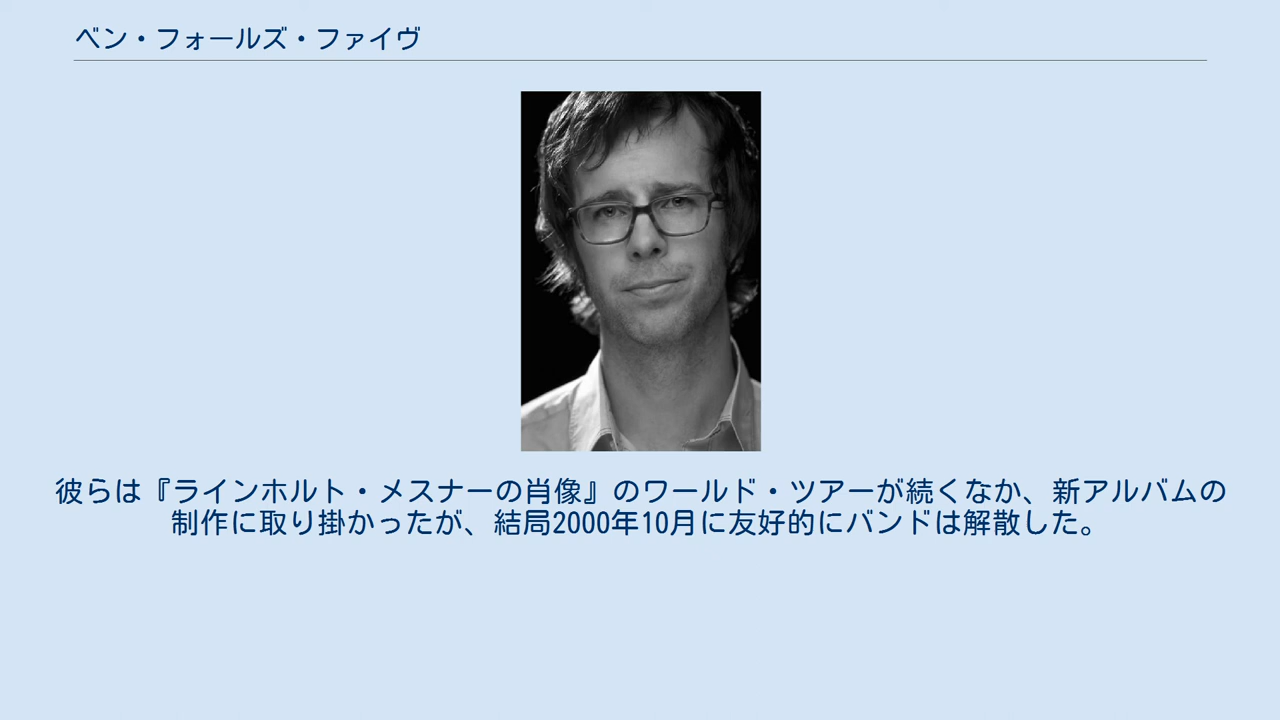 ベン・フォールズ・ファイヴ
彼らは『ラインホルト・メスナーの肖像』のワールド・ツアーが続くなか、新アルバムの
制作に取り掛かったが、結局2000年10月に友好的にバンドは解散した。